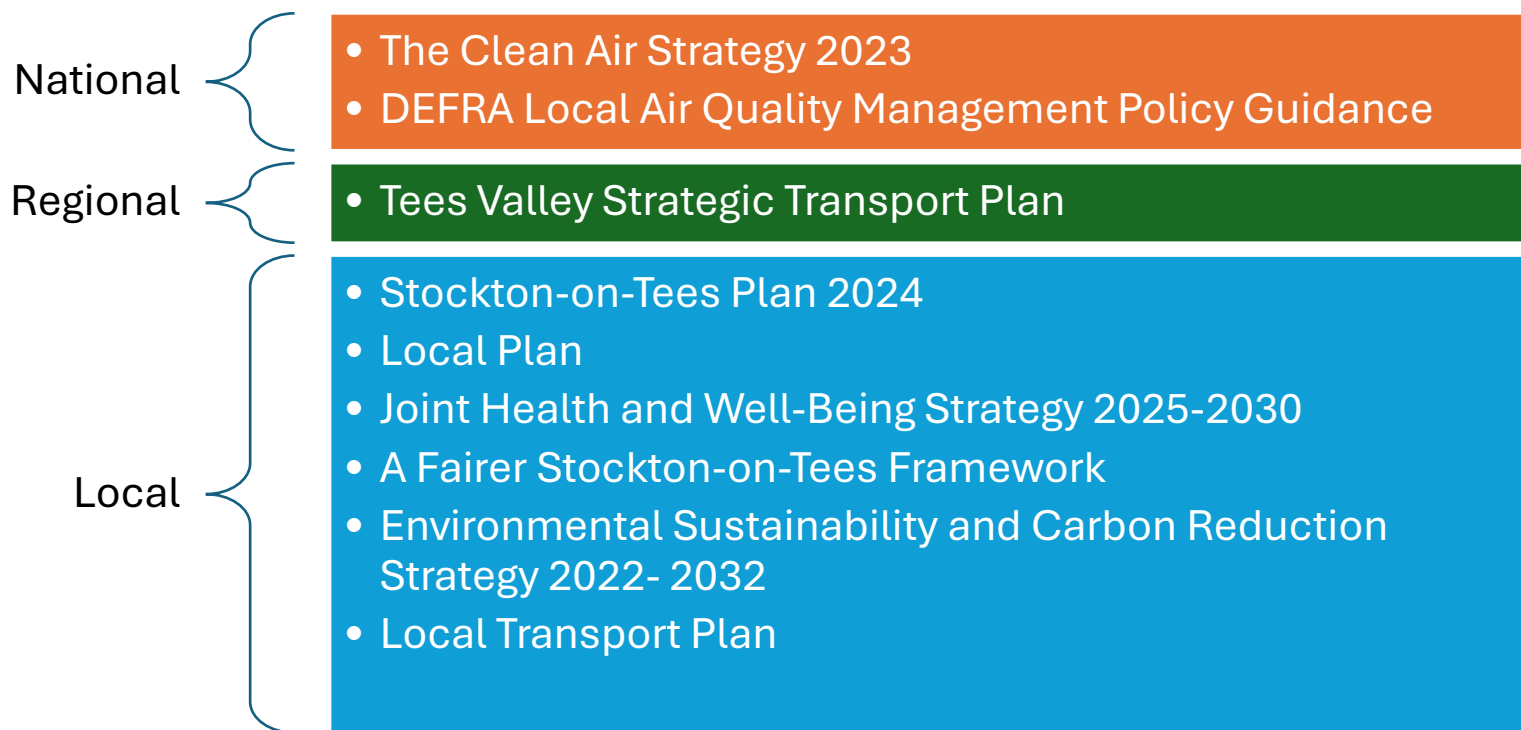 National
• The Clean Air Strategy 2023
• DEFRA Local Air Quality Management Policy Guidance
Regional
• Tees Valley Strategic Transport Plan
Local
• Stockton-on-Tees Plan 2024
• Local Plan
• Joint Health and Well-Being Strategy 2025-2030
• A Fairer Stockton-on-Tees Framework
• Environmental Sustainability and Carbon Reduction
Strategy 2022- 2032
• Local Transport Plan